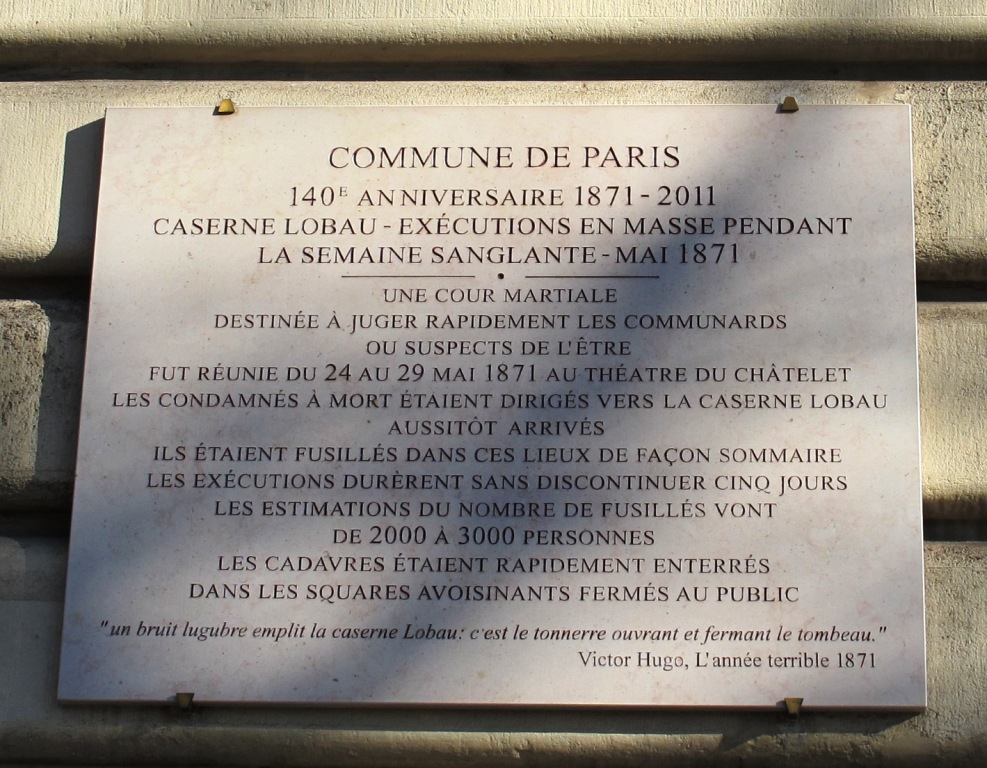 COMMUNE DE PARIS
140E ANNIVERSAIRE 1871-2011
CASERNE LOBAU - EXÉCUTIONS EN MASSE PENDANT
LA SEMAINE SANGLANTE - MAI 1871
UNE COUR MARTIALE
DESTINÉE À JUGER RAPIDEMENT LES COMMUNARDS
OU SUSPECTS DE L'ÊTRE
FUT RÉUNIE DU 24 AU 29 MAI 1871 AU THÉATRE DU CHÂTELET
LES CONDAMNÉS À MORT ÉTAIENT DIRIGÉS VERS LA CASERNE LOBAU
AUSSITÔT ARRIVÉS
ILS ÉTAIENT FUSILLÉS DANS CES LIEUX DE FAÇON SOMMAIRE
LES EXÉCUTIONS DURÈRENT SANS DISCONTINUER CINQ JOURS
LES ESTIMATIONS DU NOMBRE DE FUSILLÉS VONT
DE 2000 À 3000 PERSONNES
LES CADAVRES ÉTAIENT RAPIDEMENT ENTERRÉS
DANS LES SQUARES AVOISINANTS FERMÉS AU PUBLIC
"un bruit lugubre emplit la caserne Lobau: c'est le tonnerre ouvrant et fermant le tombeau."
Victor Hugo, L'année terrible 1871